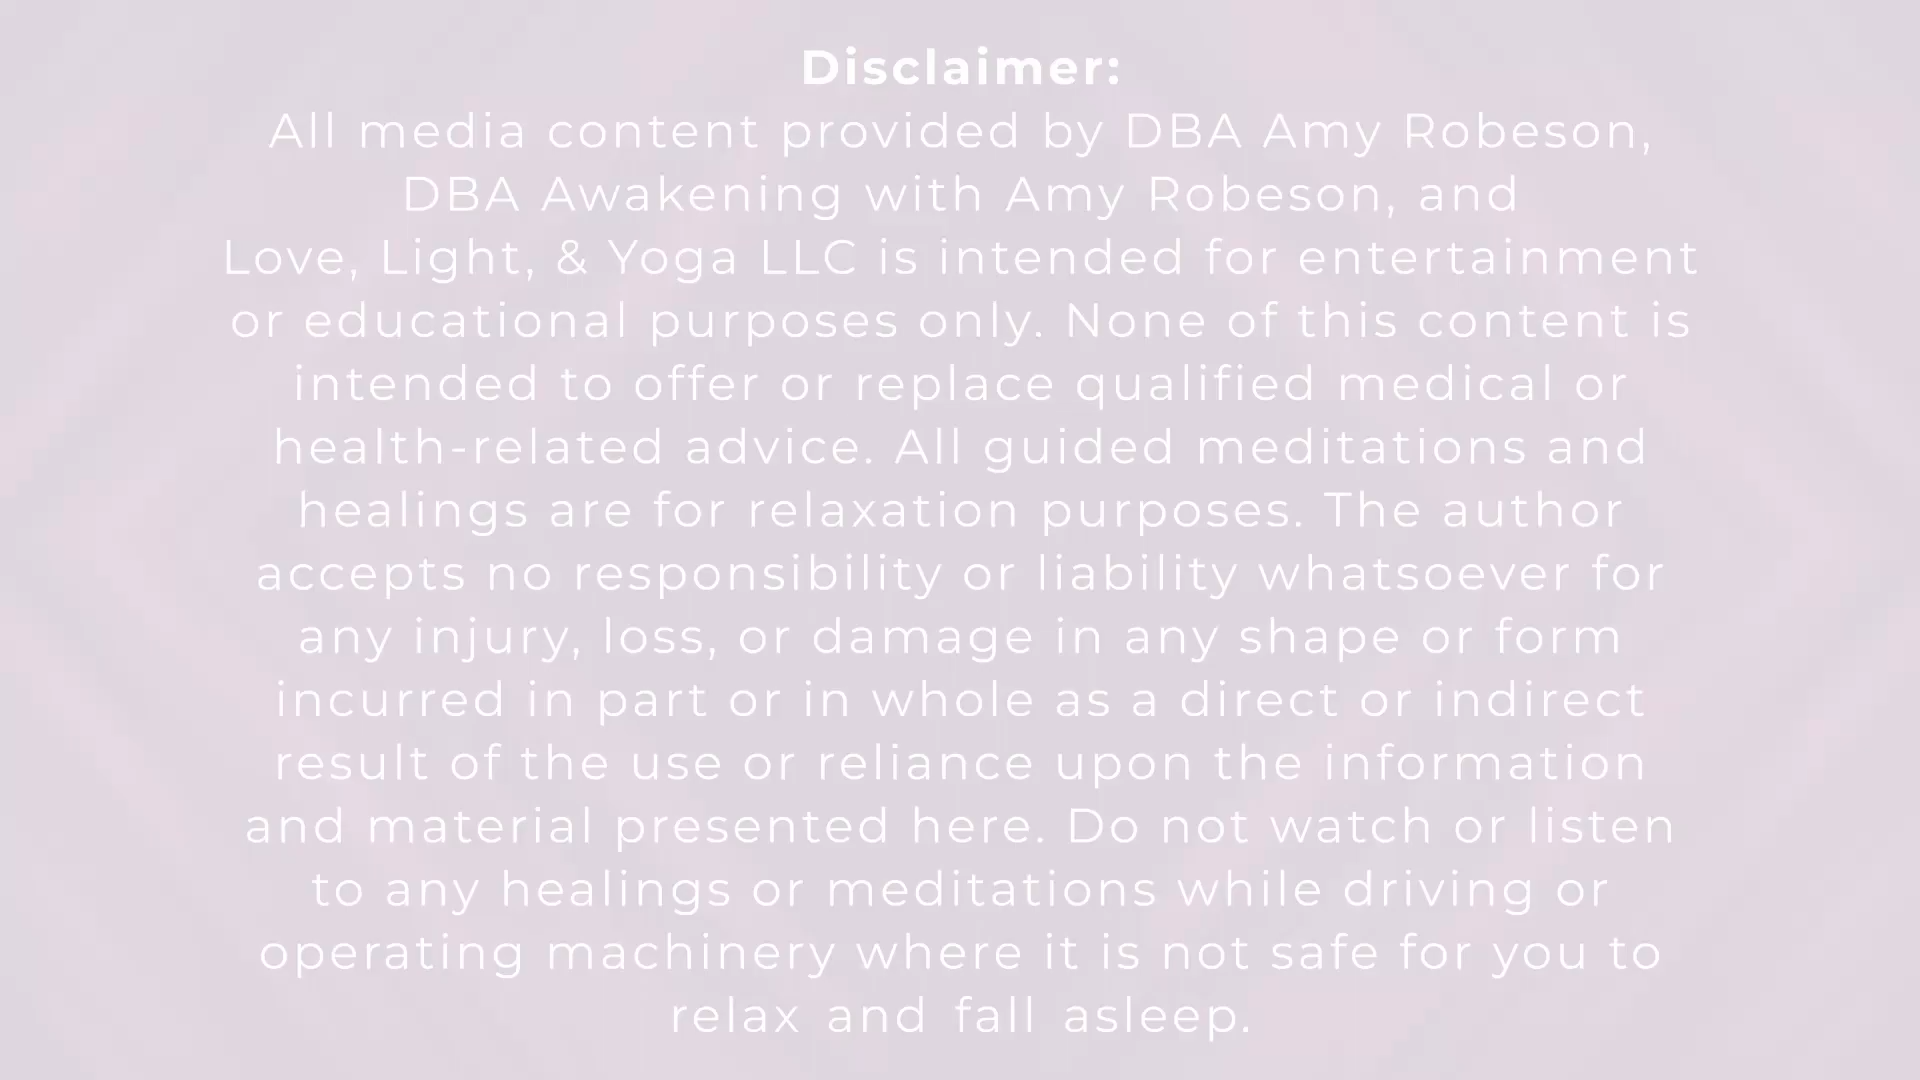 Disclaimer:
All media content provided by DBA Amy Robeson,
DBA Awakening with Amy Robeson, and
Love, Light, & Yoga LLC is intended for entertainment
or educational purposes only. None of this content is
intended to offer or replace qualified medical or
health-related advice. All guided meditations and
healings are for relaxation purposes. The author
accepts no responsibility or liability whatsoever for
any injury, loss, or damage in any shape or form
incurred in part or in whole as a direct or indirect
result of the use or reliance upon the information
and material presented here. Do not watch or listen
to any healings or meditations while driving or
operating machinery where it is not safe for you to
relax and fall asleep.